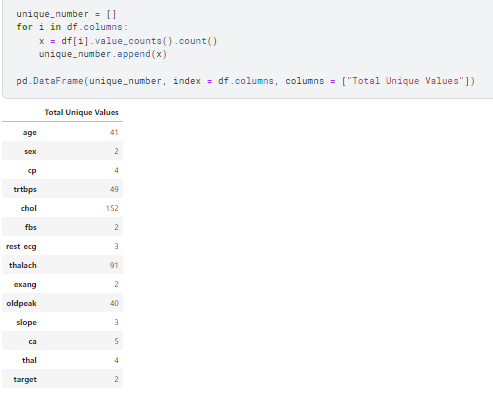 unique_number = []
for i in df.columns:
    x = df[i].value_counts().count()
    unique_number.append(x)

pd.DataFrame(unique_number, index = df.columns, columns = ["Total Unique Values"])
Total Unique Values
age 41
sex 2
cp 4
trtbps 49
chol 152
fbs 2
rest ecg 3
thalach 91
exang 2
oldpeak 40
slope 3
ca 5
thal 4
target 2